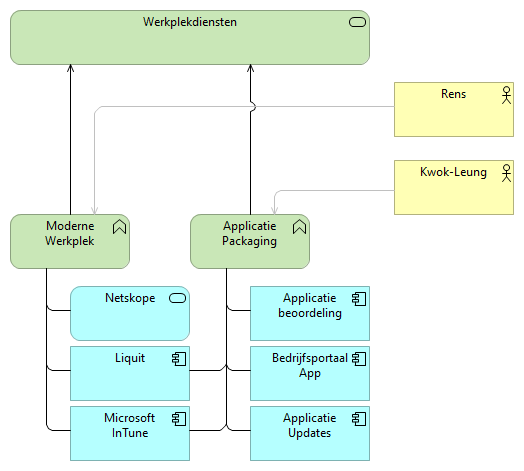 Werkplekdiensten
Rens
Kwok-Leung
Moderne
Werkplek
Applicatie
Packaging
Netskope
Applicatie
beoordeling
Liquit
Bedrijfsportaal
App
Microsoft
InTune
Applicatie
Updates